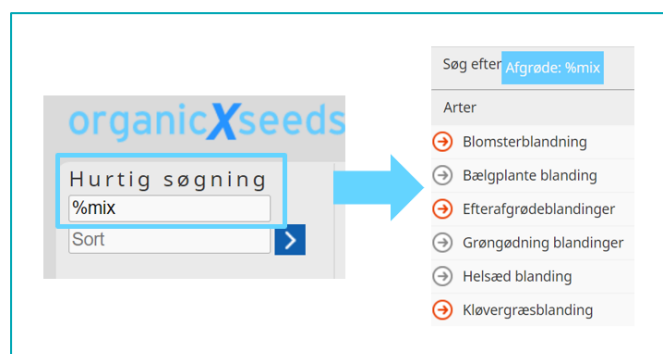 organicXseeds
Hurtig søgning
%mix
Sort
Søg efter Afgrøde: %mix
Arter
Blomsterblandning
Bælgplante blanding
Efterafgrødeblandinger
Grøngødning blandinger
Helsæd blanding
Kløvergræsblanding